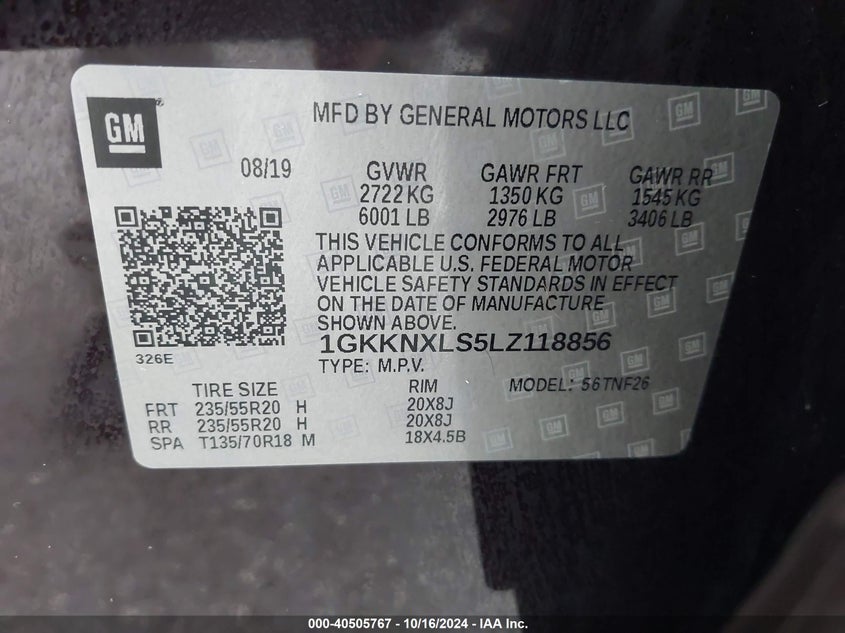 GM®
MFD BY GENERAL MOTORS LLC
08/19 GVWR GAWR FRT GAWR RR
2722 KG 1350 KG 1545 KG
6001 LB 2976 LB 3406 LB
THIS VEHICLE CONFORMS TO ALL
APPLICABLE U.S. FEDERAL MOTOR
VEHICLE SAFETY STANDARDS IN EFFECT
ON THE DATE OF MANUFACTURE
SHOWN ABOVE.
326E
1GKKNXLS5LZ118856
TYPE: M.P.V.
TIRE SIZE RIM MODEL: 56TNF26
FRT 235/55R20 H 20X8J
RR 235/55R20 H 20X8J
SPA T135/70R18 M 18X4.5B
000-40505767 - 10/16/2024 - IAA Inc.